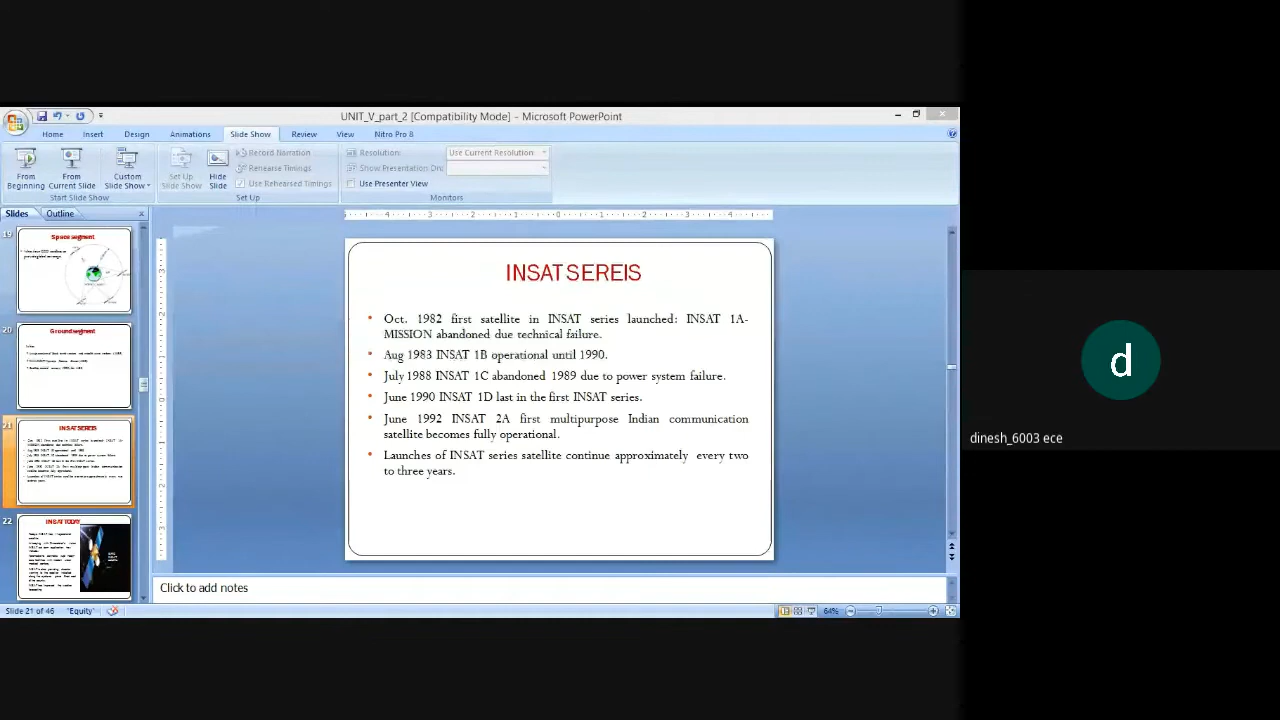 UNIT_V_part_2 [Compatibility Mode] – Microsoft PowerPoint
Home Insert Design Animations Slide Show Review View Nitro Pro 8
From Beginning
From Current Slide
Custom Slide Show
Start Slide Show
Set Up Slide Show
Hide Slide
Record Narration
Rehearse Timings
Use Rehearsed Timings
Set Up
Resolution: Use Current Resolution
Show Presentation On:
Use Presenter View
Monitors
Slides Outline
19
Space segment
20
Ground segment
21
INSAT SEREIS
22
INSAT TODAY
INSAT SEREIS
• Oct. 1982 first satellite in INSAT series launched: INSAT 1A-
MISSION abandoned due technical failure.
• Aug 1983 INSAT 1B operational until 1990.
• July 1988 INSAT 1C abandoned 1989 due to power system failure.
• June 1990 INSAT 1D last in the first INSAT series.
• June 1992 INSAT 2A first multipurpose Indian communication
satellite becomes fully operational.
• Launches of INSAT series satellite continue approximately every two
to three years.
Click to add notes
Slide 21 of 46 "Equity" 64%
d
dinesh_6003 ece